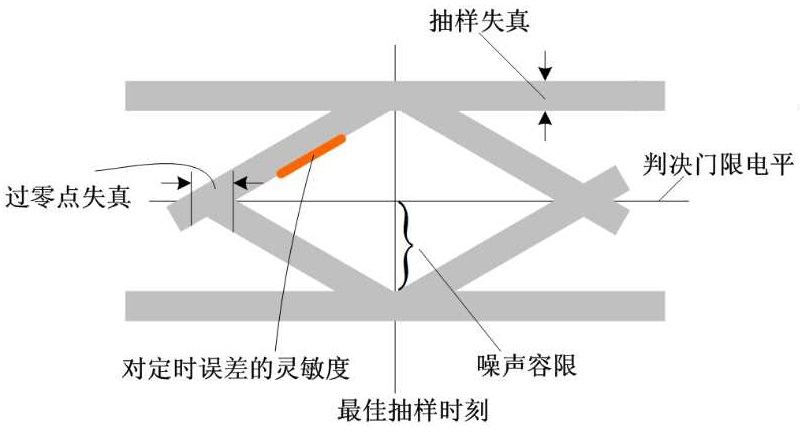 抽样失真
判决门限电平
过零点失真
对定时误差的灵敏度
噪声容限
最佳抽样时刻